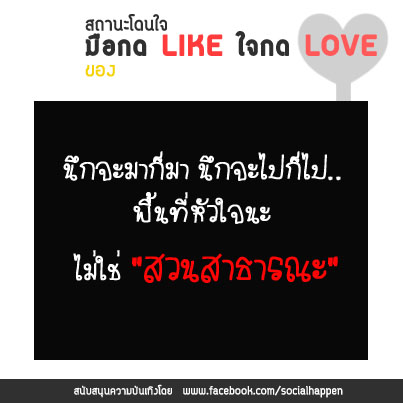 สถานะโดนใจ
มือกด LIKE ใจกด LOVE
ของ
นึกจะมาก็มา นึกจะไปก็ไป..
พื้นที่หัวใจนะ
ไม่ใช่ "สวนสาธารณะ"
สนับสนุนความบันเทิงโดย www.facebook.com/socialhappen